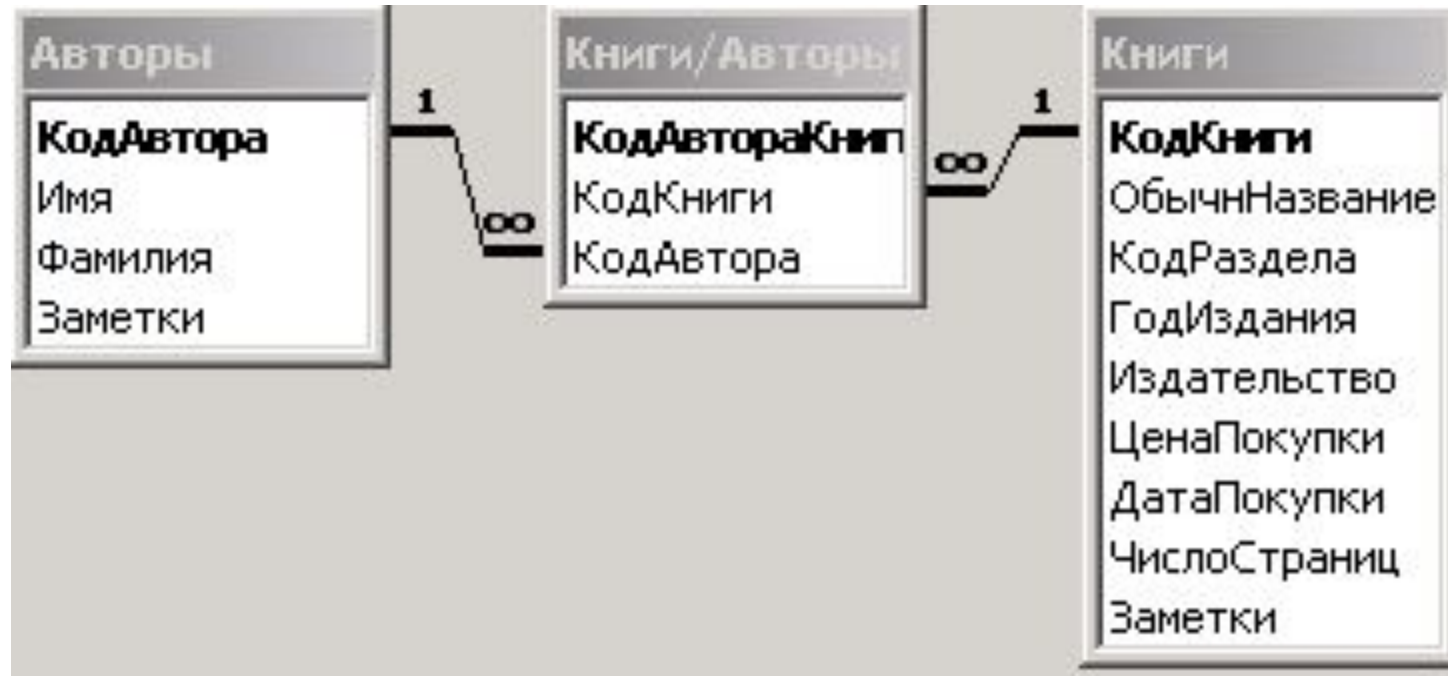 Авторы
КодАвтора
Имя
Фамилия
Заметки
1
∞
Книги/Авторы
КодАвтораКниг
КодКниги
КодАвтора
∞
1
Книги
КодКниги
ОбычнНазвание
КодРаздела
ГодИздания
Издательство
ЦенаПокупки
ДатаПокупки
ЧислоСтраниц
Заметки